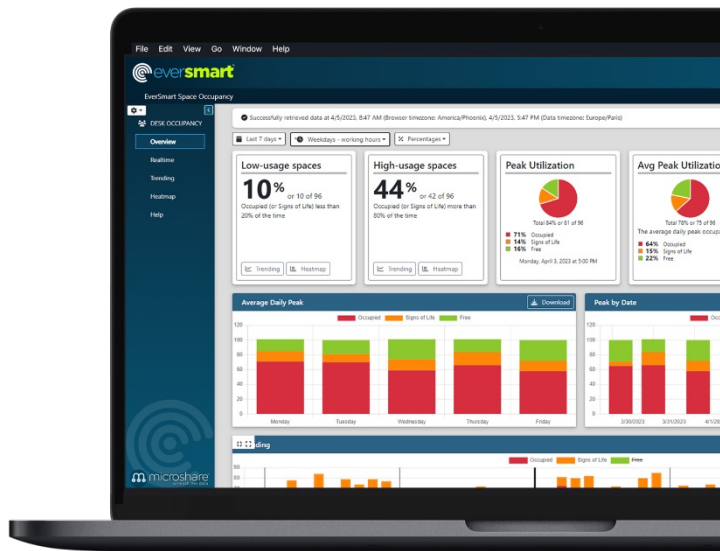 File Edit View Go Window Help
eversmart
EverSmart Space Occupancy
Successfully retrieved data at 4/5/2023, 8:47 AM (Browser timezone: America/Phoenix), 4/5/2023, 5:47 PM (Data timezone: Europe/Paris)
DESK OCCUPANCY
Overview
Realtime
Trending
Heatmap
Help
Last 7 days
Weekdays - working hours
Percentages
Low-usage spaces
10% or 10 of 96
Occupied (or Signs of Life) less than
20% of the time
Trending Heatmap
High-usage spaces
44% or 42 of 96
Occupied (or Signs of Life) more than
80% of the time
Trending Heatmap
Peak Utilization
Total 84% or 81 of 96
71% Occupied
14% Signs of Life
16% Free
Monday, April 3, 2023 at 5:00 PM
Avg Peak Utilizatio
Total 78% or 75 of 96
The average daily peak occupa
64% Occupied
15% Signs of Life
22% Free
Average Daily Peak
Download
Occupied Signs of Life Free
120
100
80
60
40
20
0
Monday Tuesday Wednesday Thursday Friday
Peak by Date
Occ
120
100
80
60
40
20
0
3/30/2023 3/31/2023 4/1/20
ding
Occupied Signs of Life Free
90
80
microshare